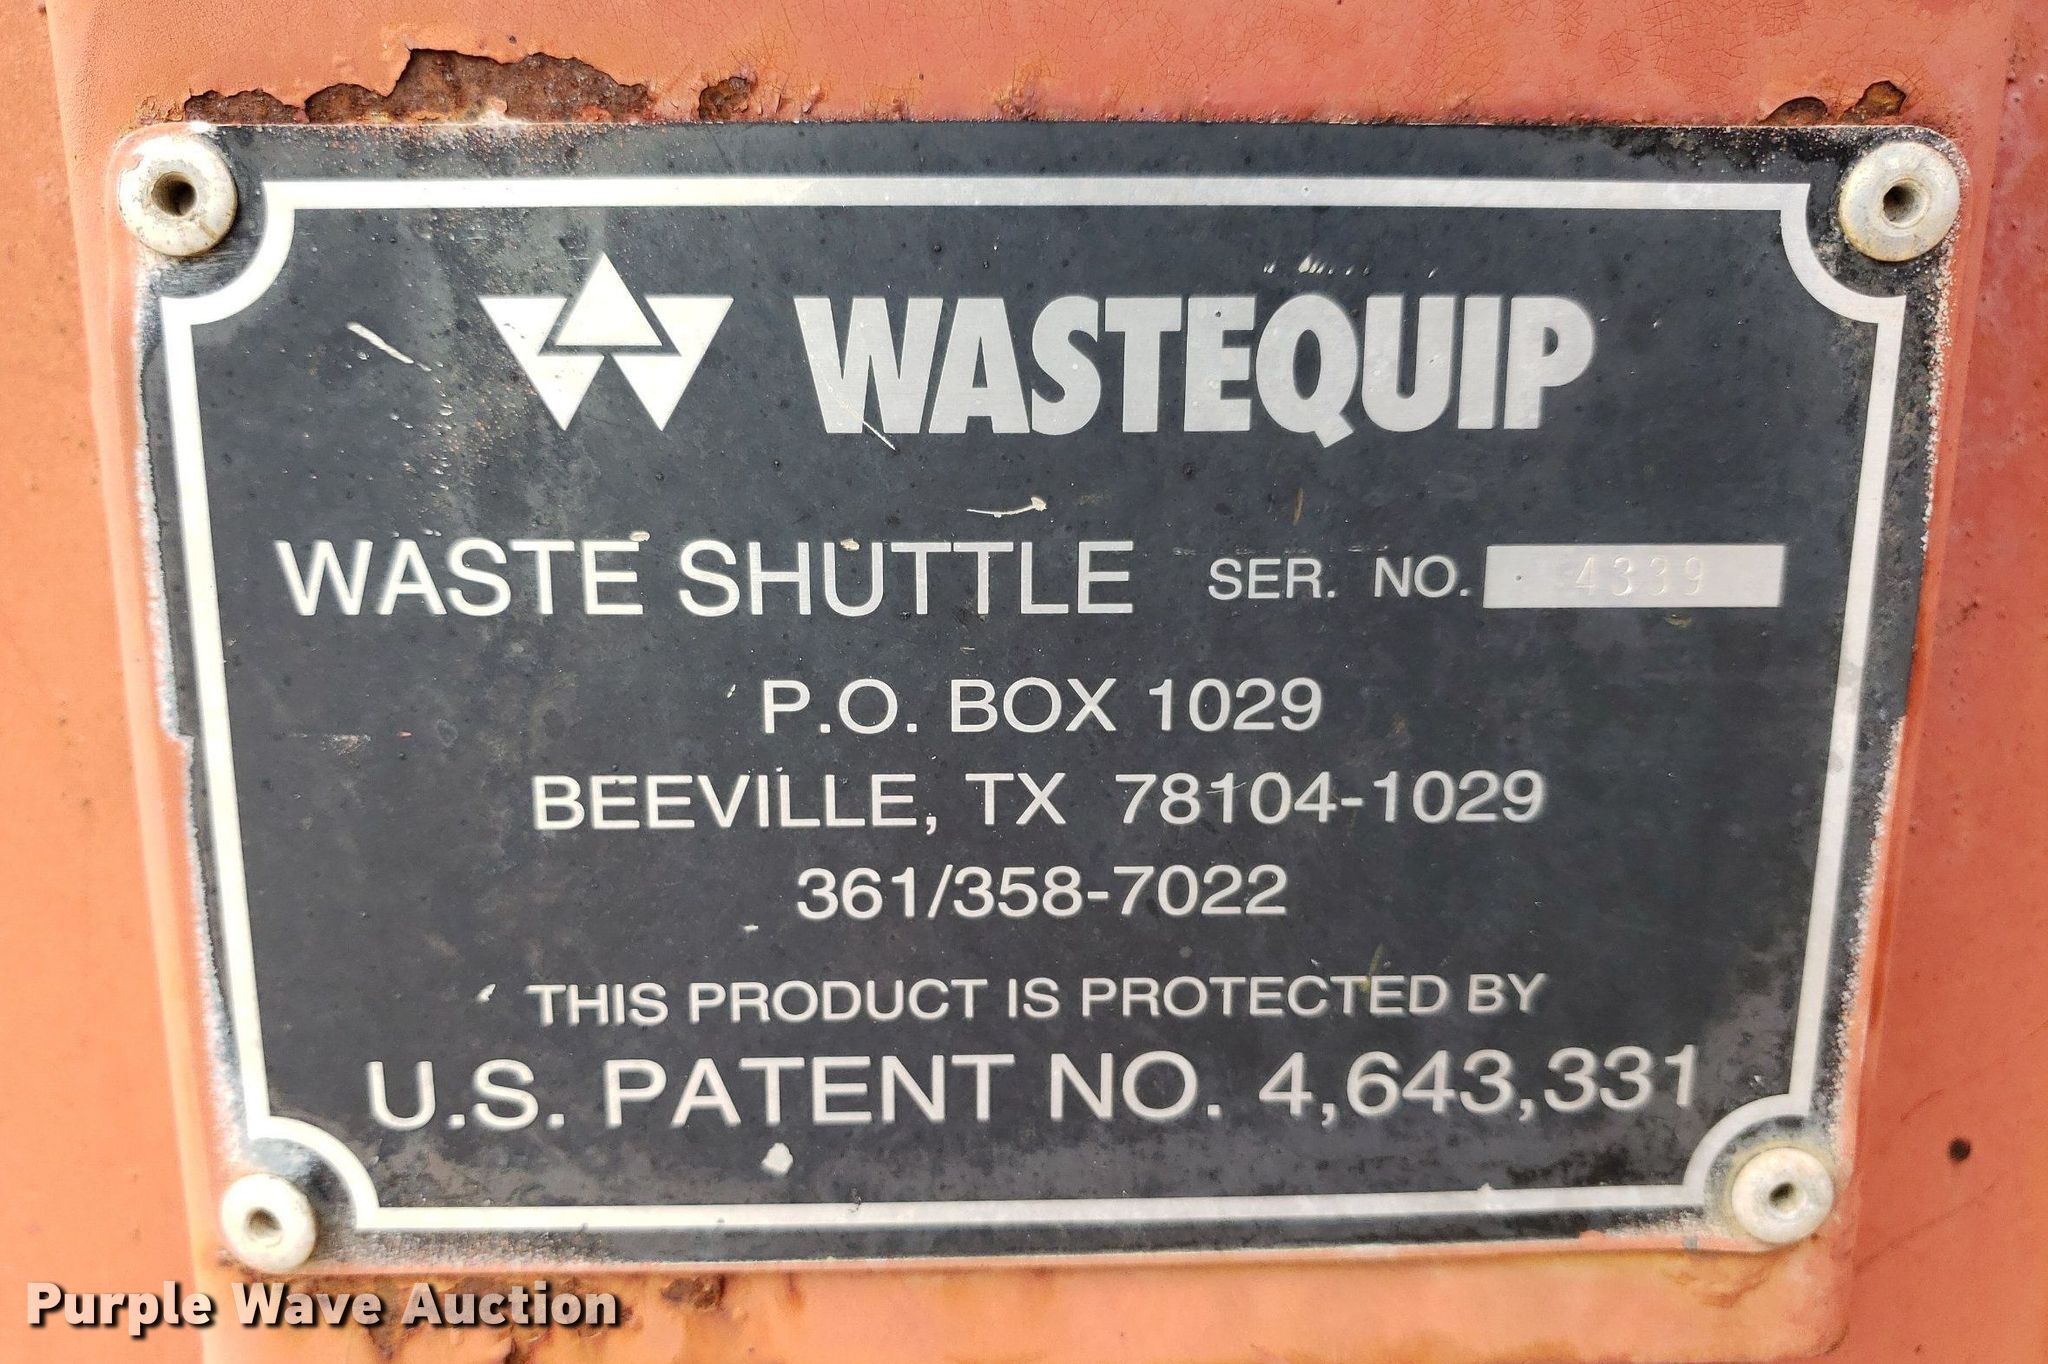 WASTEQUIP
WASTE SHUTTLE SER. NO. 4339
P.O. BOX 1029
BEEVILLE, TX 78104-1029
361/358-7022
THIS PRODUCT IS PROTECTED BY
U.S. PATENT NO. 4,643,331
Purple Wave Auction